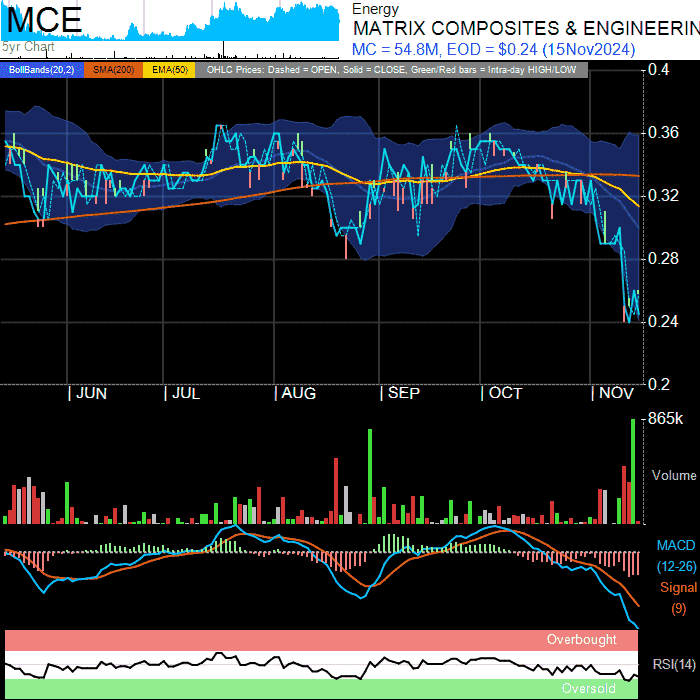 MCE
5yr Chart
Energy
MATRIX COMPOSITES & ENGINEERIN
MC = 54.8M, EOD = $0.24 (15Nov2024)
BollBands(20,2) SMA(200) EMA(50) OHLC Prices: Dashed = OPEN, Solid = CLOSE, Green/Red bars = Intra-day HIGH/LOW
0.4
0.36
0.32
0.28
0.24
0.2
| JUN | JUL | AUG | SEP | OCT | NOV
865k
Volume
MACD
(12-26)
Signal
(9)
Overbought
RSI(14)
Oversold